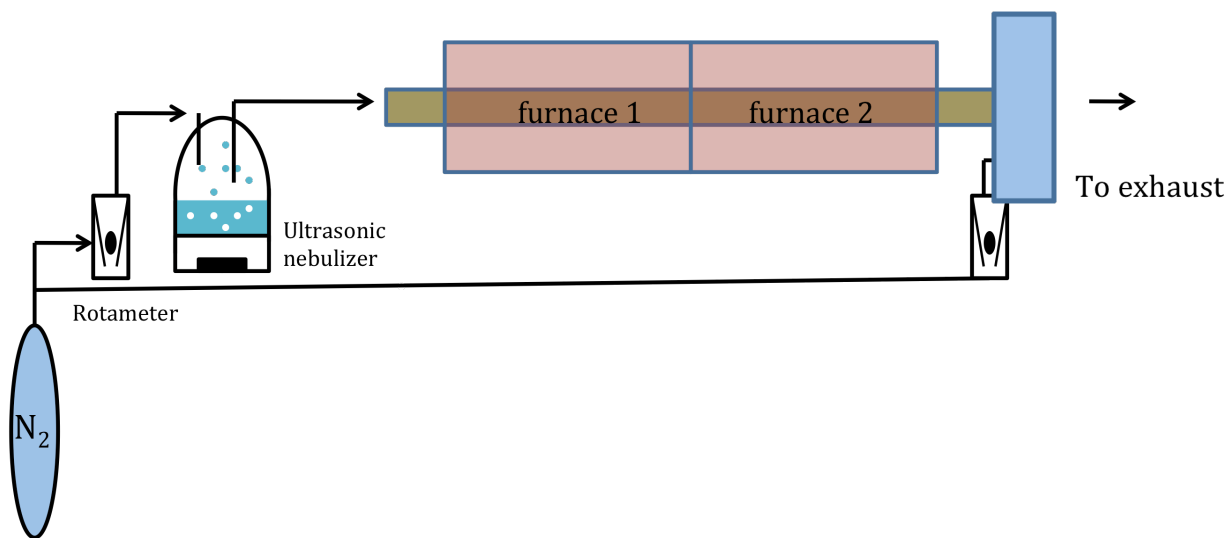 furnace 1
furnace 2
To exhaust
Ultrasonic
nebulizer
Rotameter
N₂